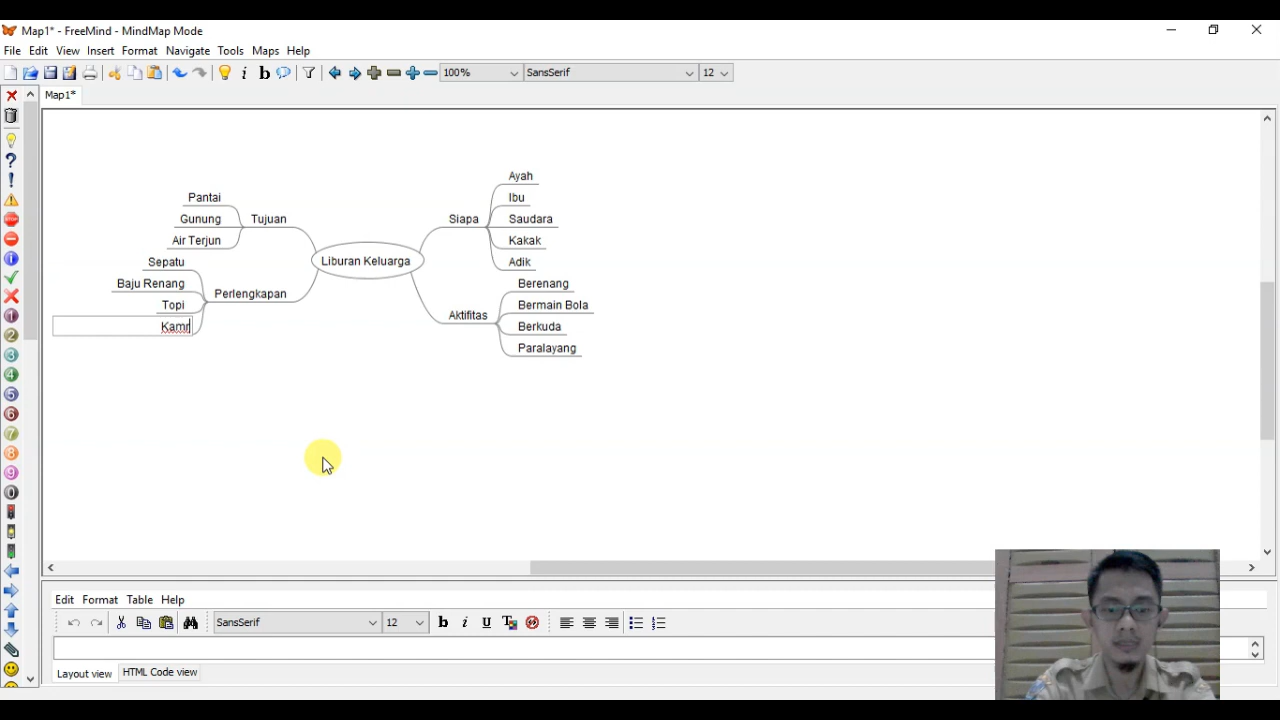 Map1* - FreeMind - MindMap Mode
File Edit View Insert Format Navigate Tools Maps Help
100% SansSerif 12
Map1*
Ayah
Pantai Ibu
Gunung Tujuan Siapa Saudara
Air Terjun Kakak
Sepatu Liburan Keluarga Adik
Baju Renang Perlengkapan Berenang
Topi Aktifitas Bermain Bola
Kamr Berkuda
Paralayang
Edit Format Table Help
SansSerif 12
Layout view HTML Code view